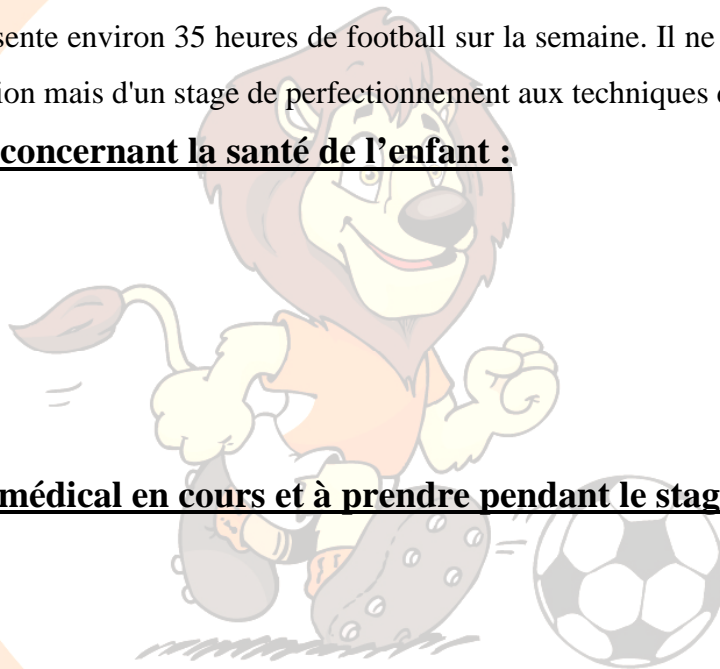 sente environ 35 heures de football sur la semaine. Il ne
ion mais d'un stage de perfectionnement aux techniques
concernant la santé de l’enfant :
médical en cours et à prendre pendant le stag